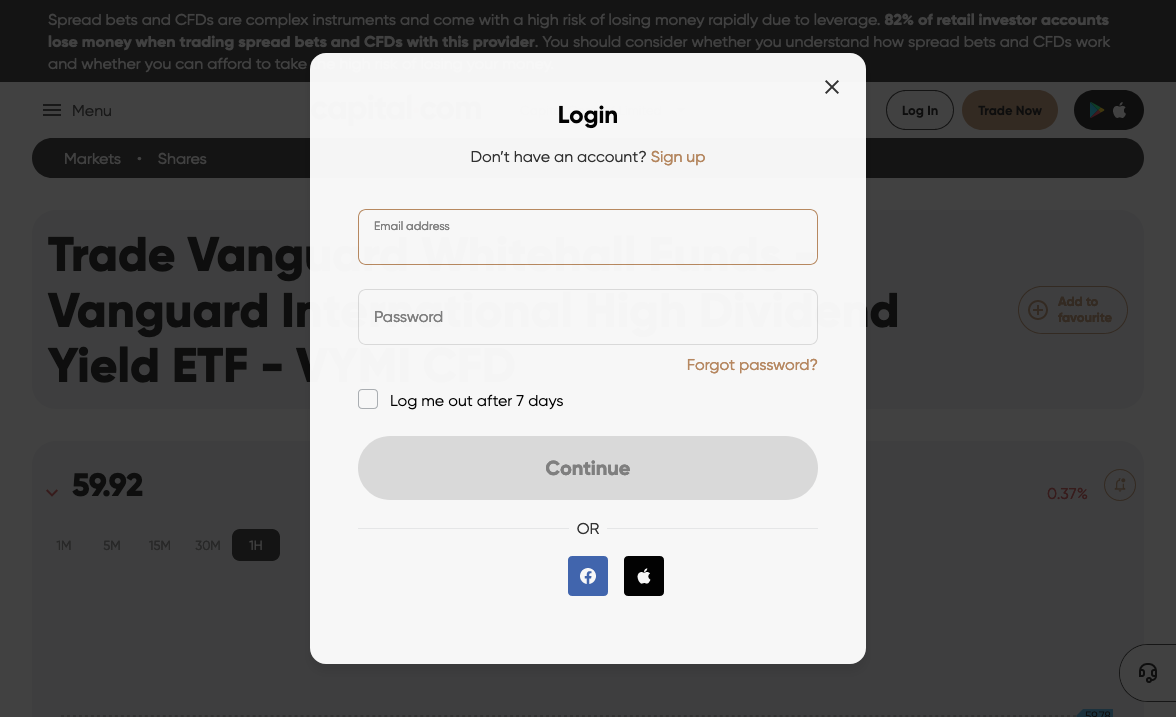 Spread bets and CFDs are complex instruments and come with a high risk of losing money rapidly due to leverage. 82% of retail investor accounts
lose money when trading spread bets and CFDs with this provider. You should consider whether you understand how spread bets and CFDs work
and whether you can afford to take
Menu
capital.com
Log In
Trade Now
Markets • Shares
Login
Don't have an account? Sign up
Trade Vanguard Whitehall Funds -
Vanguard International High Dividend
Yield ETF - VYMI CFD
Add to
favourite
Email address
Password
Forgot password?
Log me out after 7 days
Continue
OR
59.92
0.37%
1M 5M 15M 30M 1H
59.78